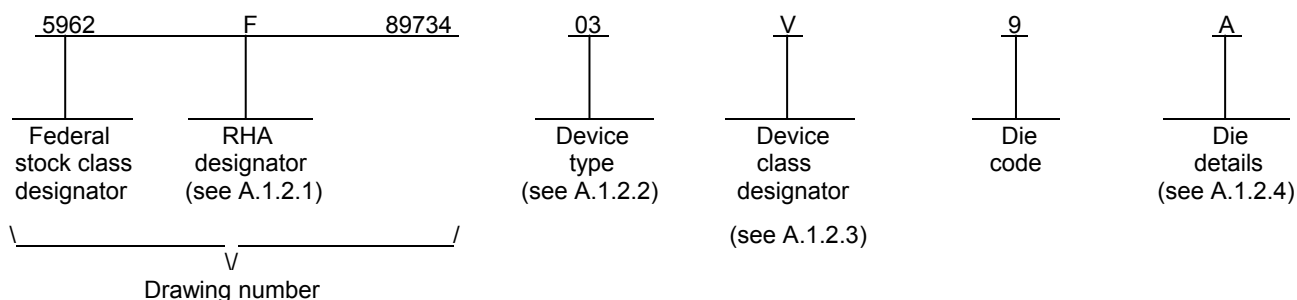 5962 F 89734 03 V 9 A
Federal stock class designator
RHA designator (see A.1.2.1)
Device type (see A.1.2.2)
Device class designator (see A.1.2.3)
Die code
Die details (see A.1.2.4)
\ /
\/
Drawing number